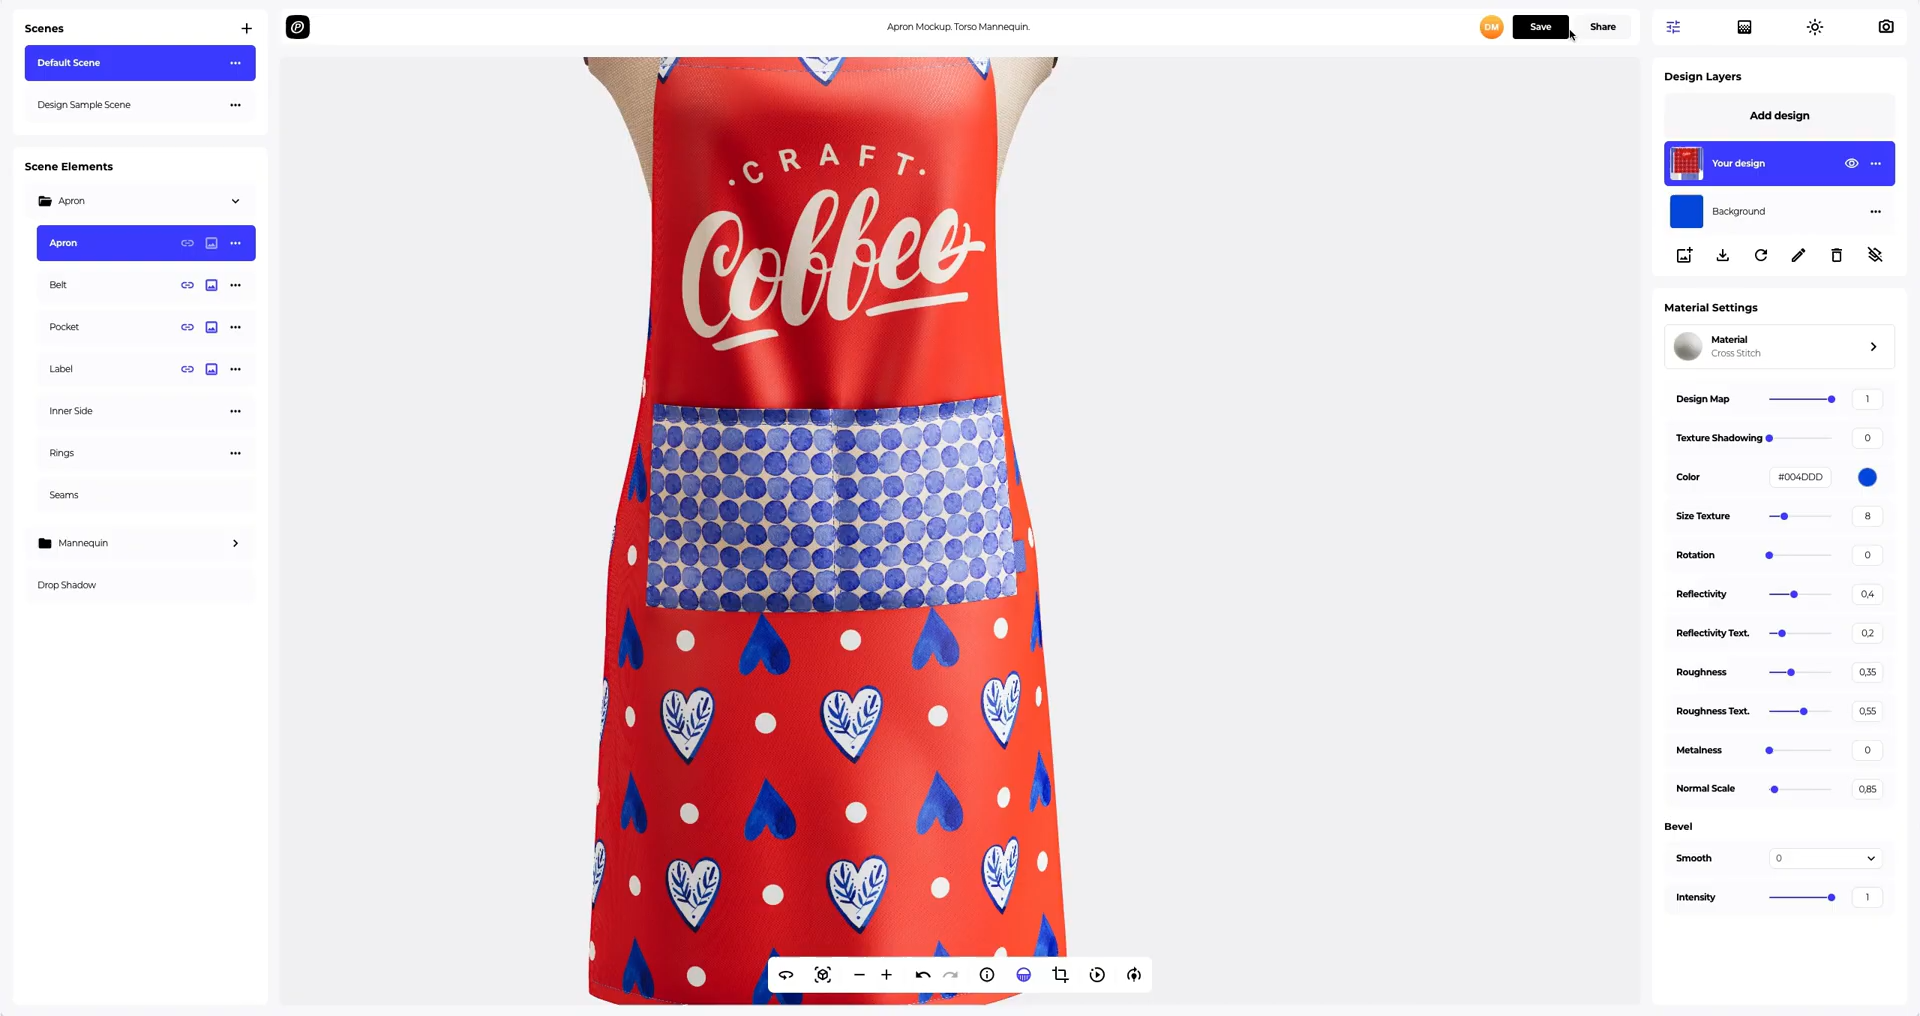 Scenes
Default Scene
Design Sample Scene
Scene Elements
Apron
Apron
Belt
Pocket
Label
Inner Side
Rings
Seams
Mannequin
Drop Shadow
Apron Mockup. Torso Mannequin.
DM
Save
Share
·CRAFT·
Coffee
Design Layers
Add design
Your design
Background
Material Settings
Material
Cross Stitch
Design Map 1
Texture Shadowing 0
Color #004DDD
Size Texture 8
Rotation 0
Reflectivity 0,4
Reflectivity Text. 0,2
Roughness 0,35
Roughness Text. 0,55
Metalness 0
Normal Scale 0,85
Bevel
Smooth 0
Intensity 1